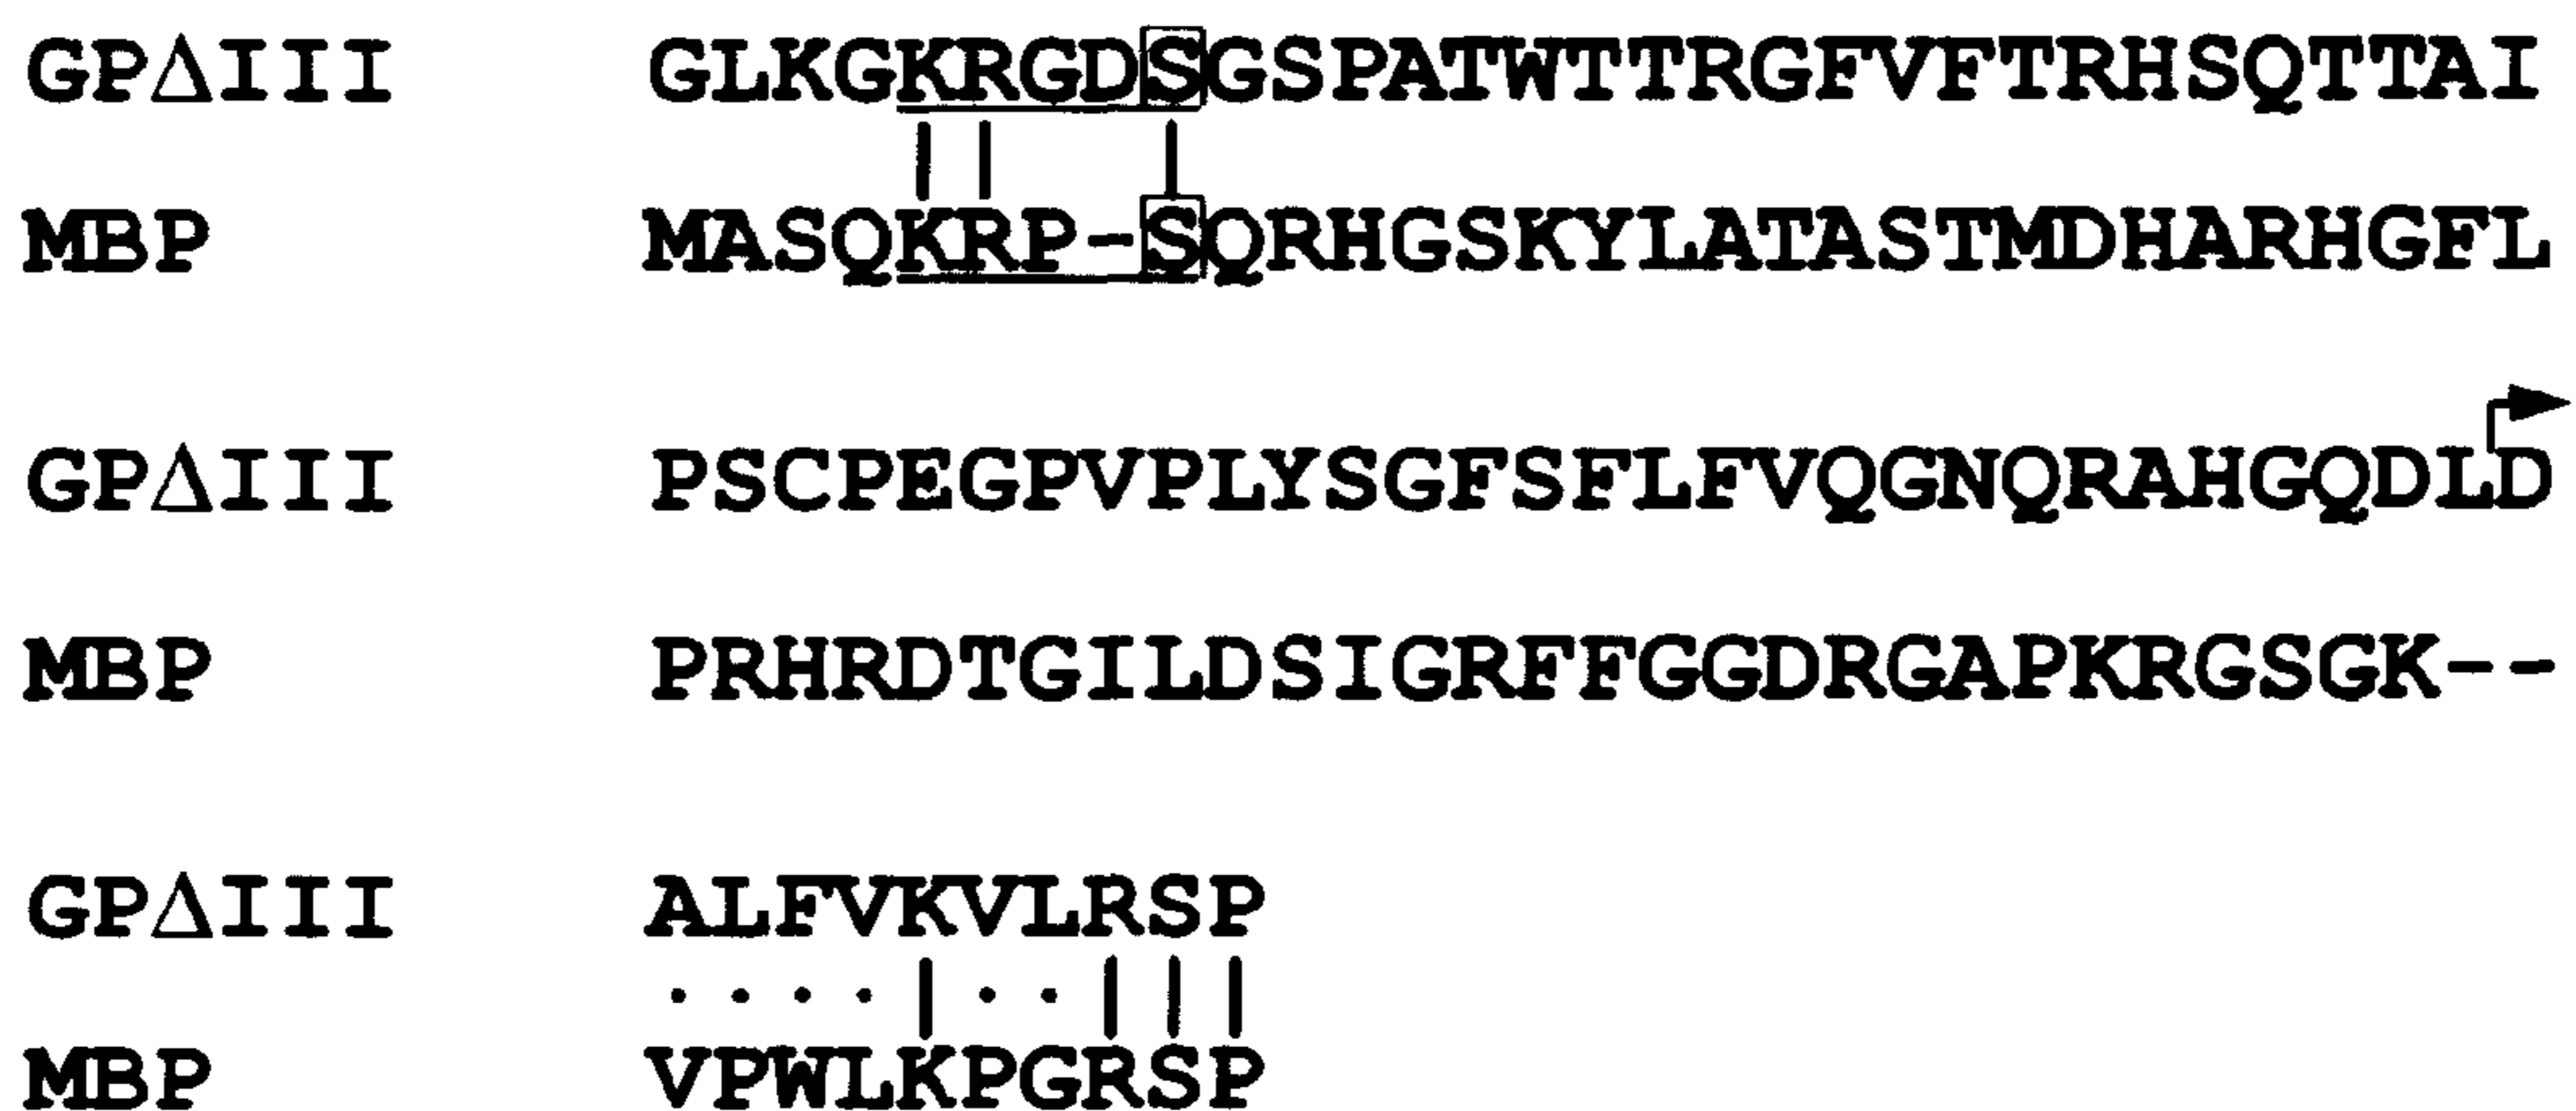 GPΔIII GLKGKRGDSGSPATWTTRGFVFTRHSQTTAI
MBP MASQKRP-SQRHGSKYLATASTMDHARHGFL
GPΔIII PSCPEGPVPLYSGFSFLFVQGNQRAHGQDLD
MBP PRHRDTGILDSIGRFFGGDRGAPKRGSGK--
GPΔIII ALFVKVLRSP
MBP VPWLKPGRSP